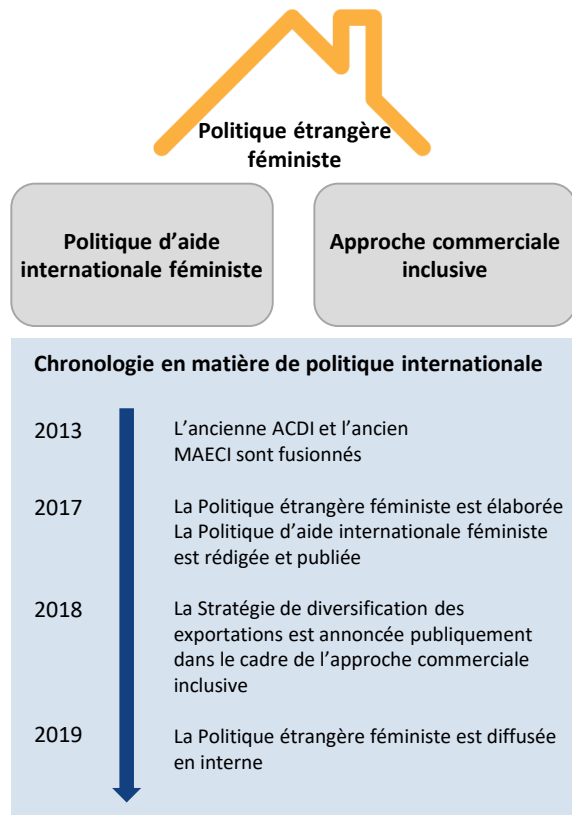 Politique étrangère
féministe
Politique d'aide
internationale féministe
Approche commerciale
inclusive
Chronologie en matière de politique internationale
2013
L'ancienne ACDI et l'ancien
MAECI sont fusionnés
2017
La Politique étrangère féministe est élaborée
La Politique d'aide internationale féministe
est rédigée et publiée
2018
La Stratégie de diversification des
exportations est annoncée publiquement
dans le cadre de l'approche commerciale
inclusive
2019
La Politique étrangère féministe est diffusée
en interne